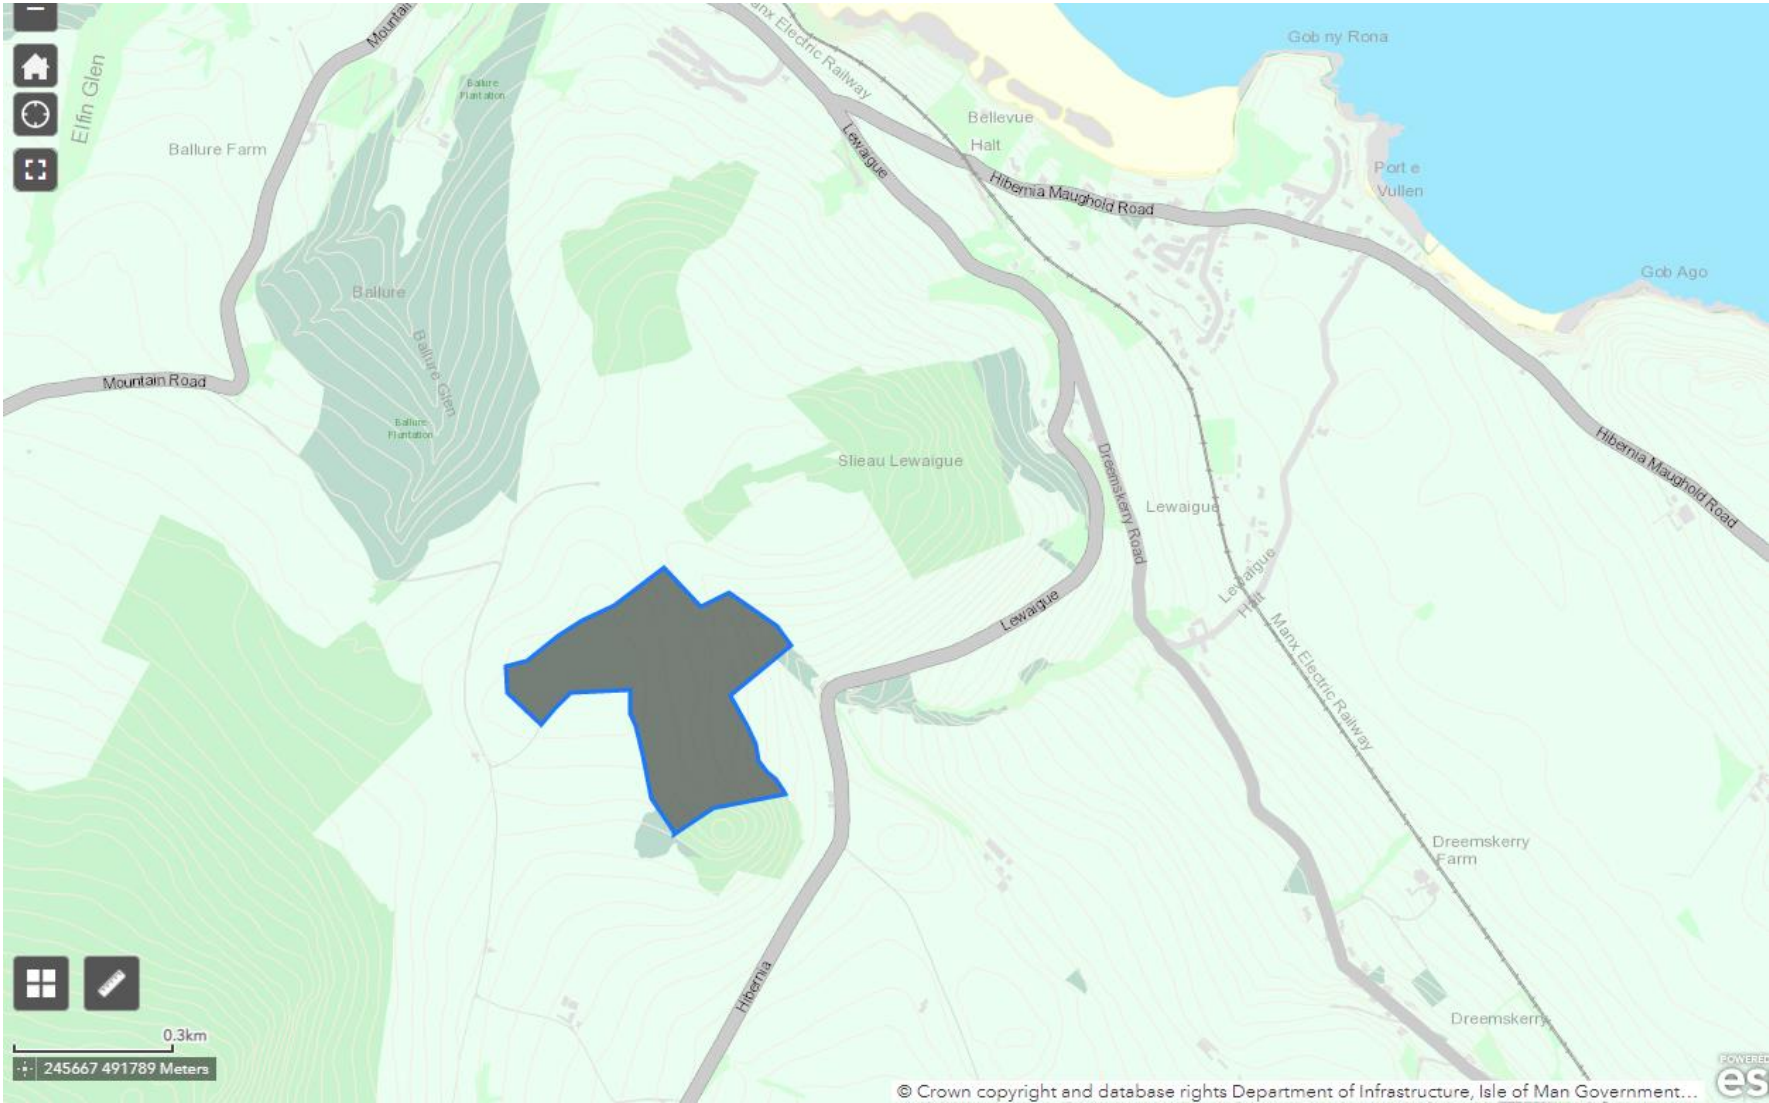 Mountain
Manx Electric Railway
Gob ny Rona
Elfin Glen
Ballure
Plantation
Ballure Farm
Bellevue
Halt
Lewaigue
Port e
Vullen
Hibernia Maughold Road
Gob Ago
Ballure
Ballure Glen
Mountain Road
Ballure
Plantation
Slieau Lewaigue
Dreemskerry Road
Hibernia Maughold Road
Lewaigue
Lewaigue
Halt
Lewaigue
Manx Electric Railway
Dreemskerry
Farm
Hibernia
Dreemskerry
0.3km
245667 491789 Meters
POWERED
es
© Crown copyright and database rights Department of Infrastructure, Isle of Man Government...